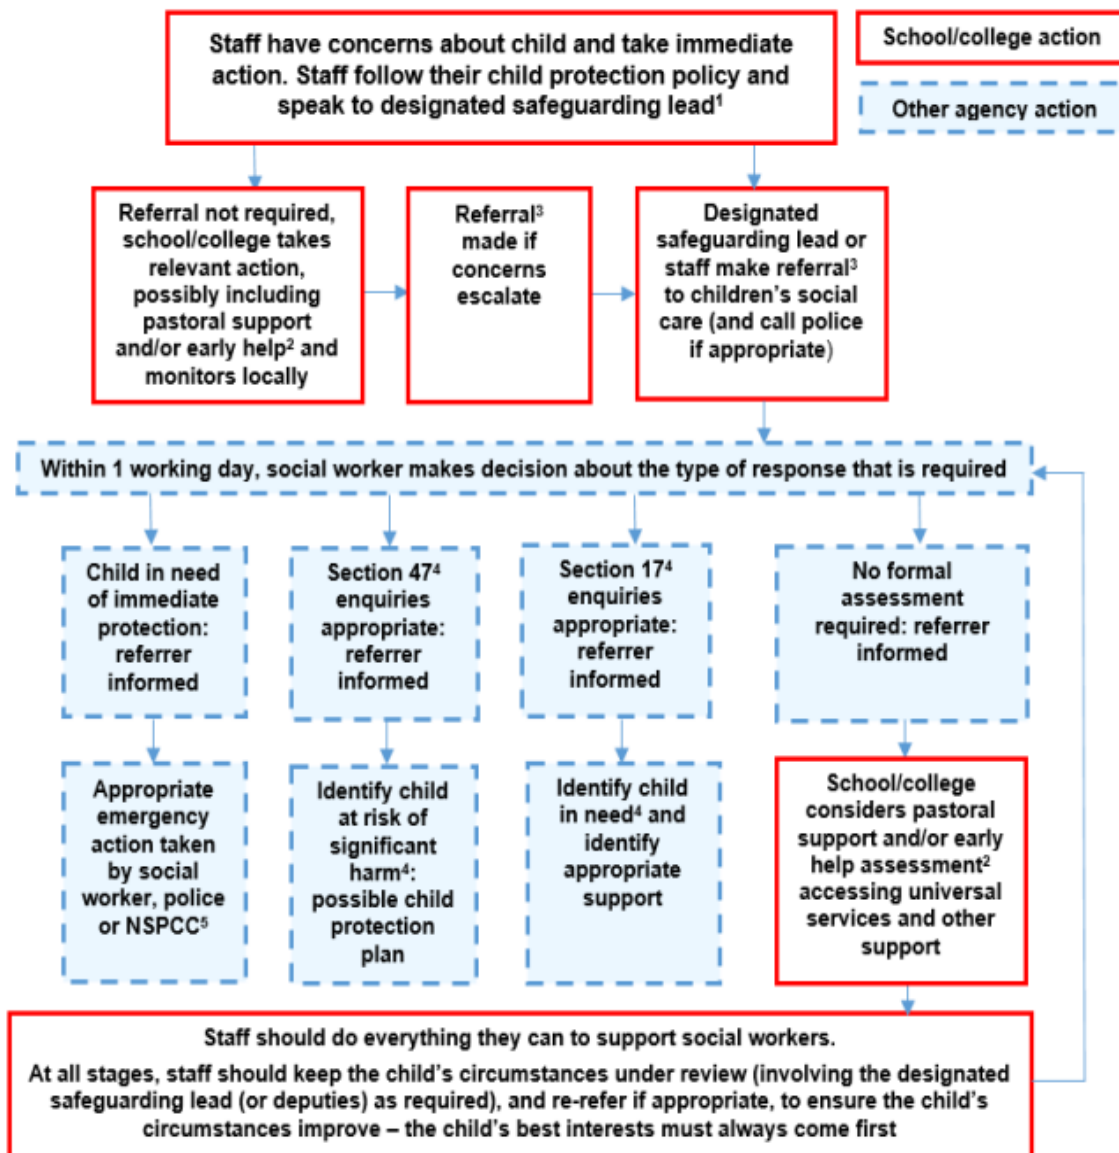 Staff have concerns about child and take immediate
action. Staff follow their child protection policy and
speak to designated safeguarding lead¹
School/college action
Other agency action
Referral not required,
school/college takes
relevant action,
possibly including
pastoral support
and/or early help² and
monitors locally
Referral³
made if
concerns
escalate
Designated
safeguarding lead or
staff make referral³
to children’s social
care (and call police
if appropriate)
Within 1 working day, social worker makes decision about the type of response that is required
Child in need
of immediate
protection:
referrer
informed
Section 47⁴
enquiries
appropriate:
referrer
informed
Section 17⁴
enquiries
appropriate:
referrer
informed
No formal
assessment
required: referrer
informed
Appropriate
emergency
action taken
by social
worker, police
or NSPCC⁵
Identify child
at risk of
significant
harm⁴:
possible child
protection
plan
Identify child
in need⁴ and
identify
appropriate
support
School/college
considers pastoral
support and/or early
help assessment²
accessing universal
services and other
support
Staff should do everything they can to support social workers.
At all stages, staff should keep the child’s circumstances under review (involving the designated
safeguarding lead (or deputies) as required), and re-refer if appropriate, to ensure the child’s
circumstances improve – the child’s best interests must always come first